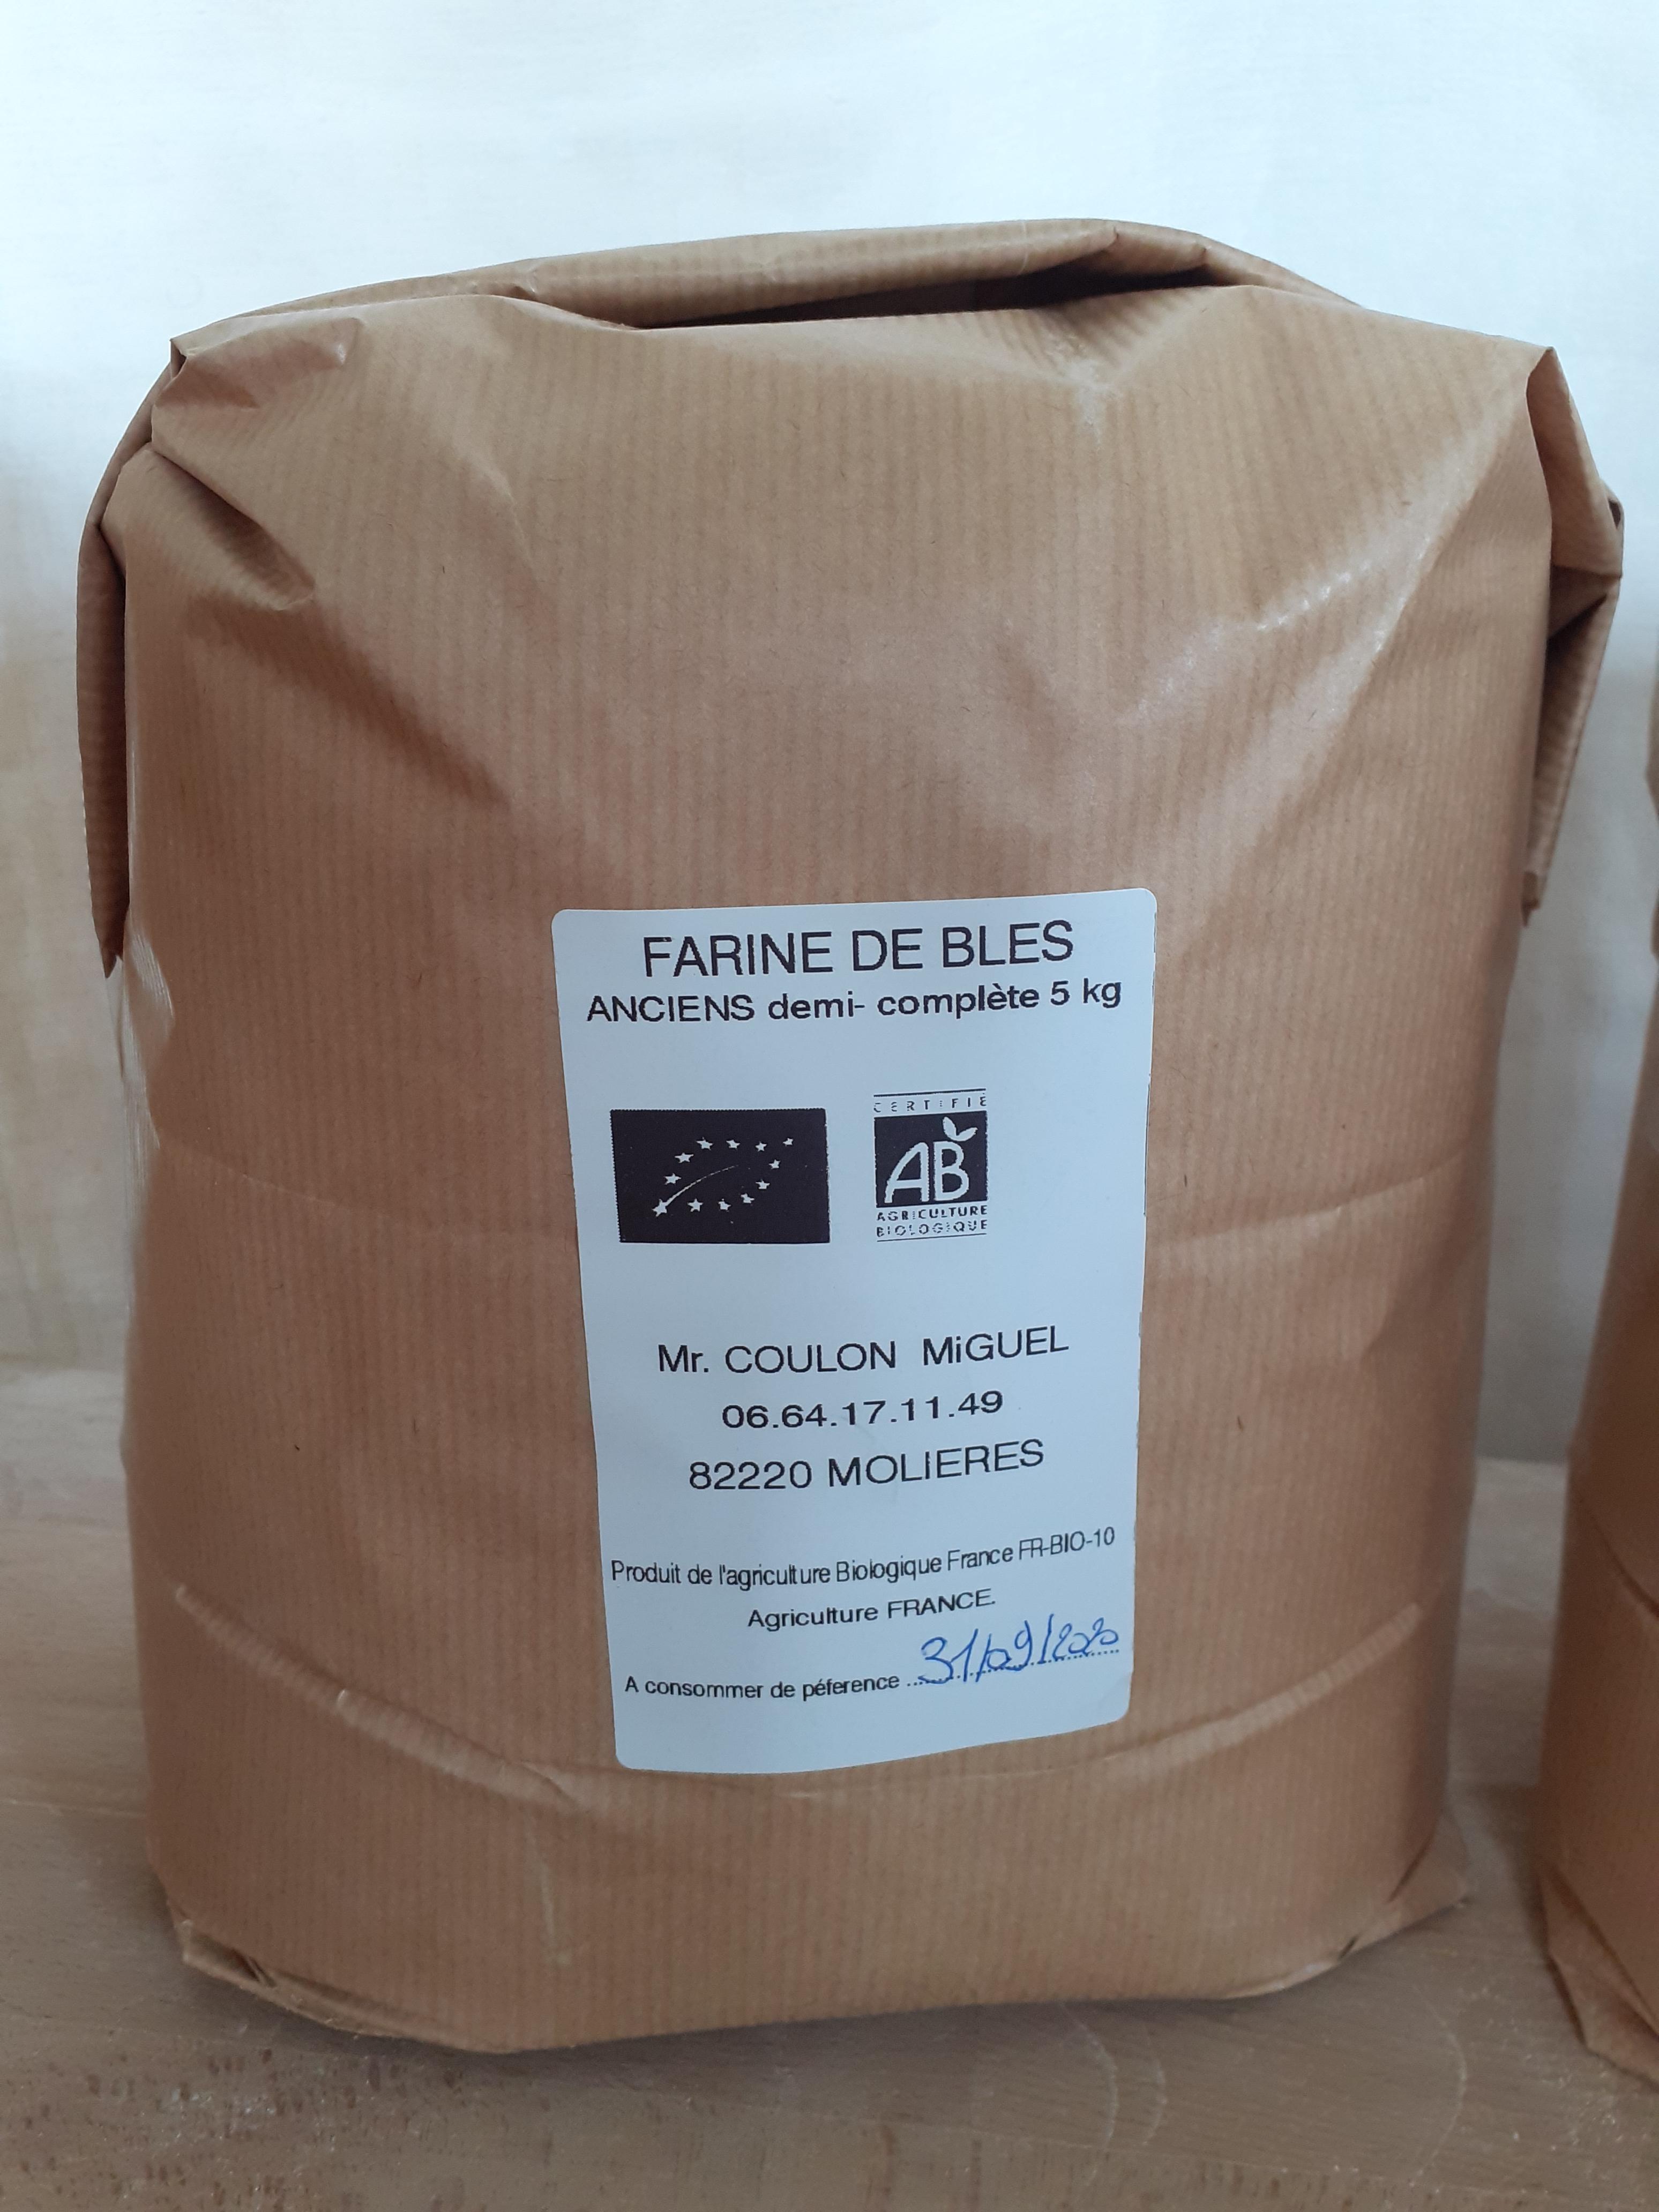 FARINE DE BLES
ANCIENS demi- complète 5 kg
CERTIFIE
AB
AGRICULTURE
BIOLOGIQUE
Mr. COULON MiGUEL
06.64.17.11.49
82220 MOLIERES
Produit de l'agriculture Biologique France FR-BIO-10
Agriculture FRANCE.
A consommer de péference ..31/09/2020